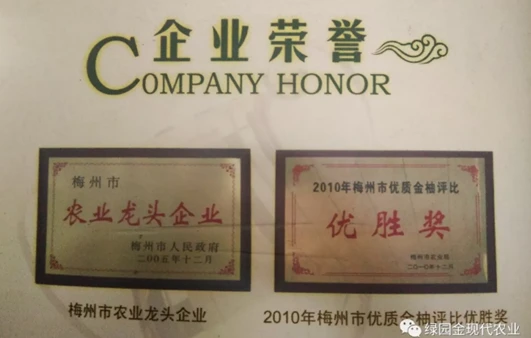 企业荣誉
COMPANY HONOR
梅州市
农业龙头企业
梅州市人民政府
二00五年十二月
梅州市农业龙头企业
2010年梅州市优质金柚评比
优胜奖
梅州市农业局
二〇一〇年十二月
2010年梅州市优质金柚评比优胜奖
绿园金现代农业